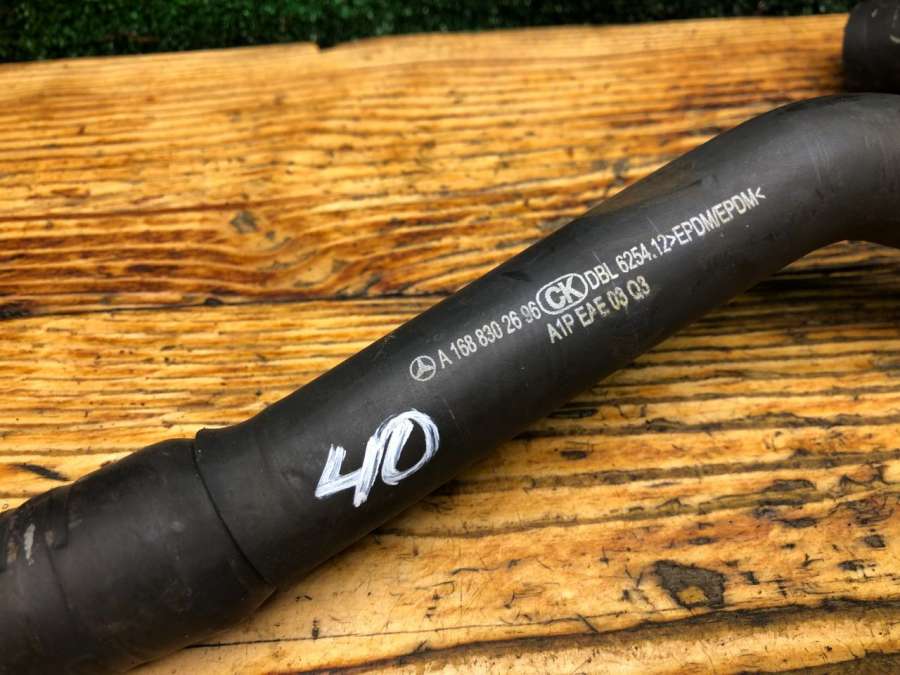 A 168 830 26 96 CK DBL 6254.12>EPDM/EPDM<
A1P EAE 03 Q3
40